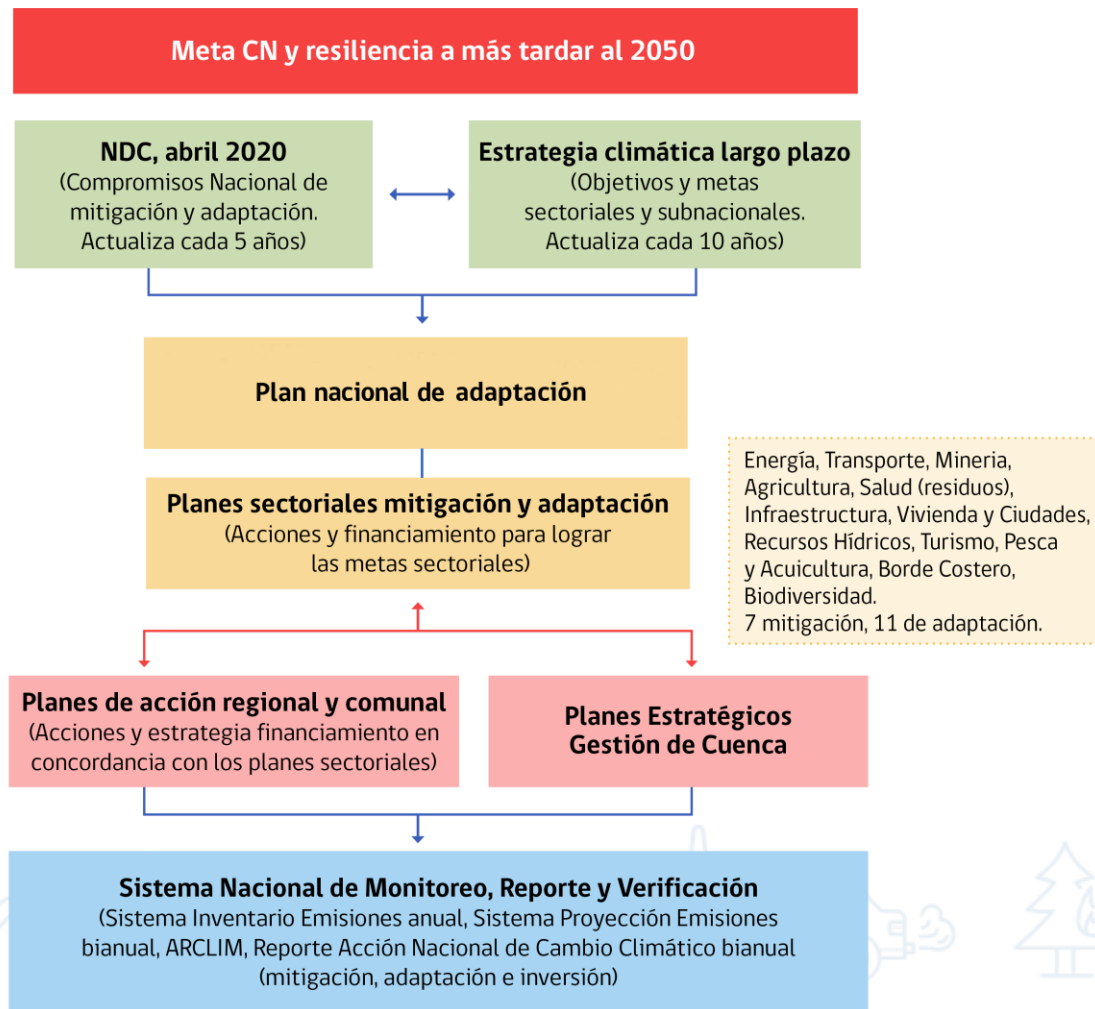 Meta CN y resiliencia a más tardar al 2050
NDC, abril 2020
(Compromisos Nacional de
mitigación y adaptación.
Actualiza cada 5 años)
Estrategia climática largo plazo
(Objetivos y metas
sectoriales y subnacionales.
Actualiza cada 10 años)
Plan nacional de adaptación
Planes sectoriales mitigación y adaptación
(Acciones y financiamiento para lograr
las metas sectoriales)
Energía, Transporte, Mineria,
Agricultura, Salud (residuos),
Infraestructura, Vivienda y Ciudades,
Recursos Hídricos, Turismo, Pesca
y Acuicultura, Borde Costero,
Biodiversidad.
7 mitigación, 11 de adaptación.
Planes de acción regional y comunal
(Acciones y estrategia financiamiento en
concordancia con los planes sectoriales)
Planes Estratégicos
Gestión de Cuenca
Sistema Nacional de Monitoreo, Reporte y Verificación
(Sistema Inventario Emisiones anual, Sistema Proyección Emisiones
bianual, ARCLIM, Reporte Acción Nacional de Cambio Climático bianual
(mitigación, adaptación e inversión)